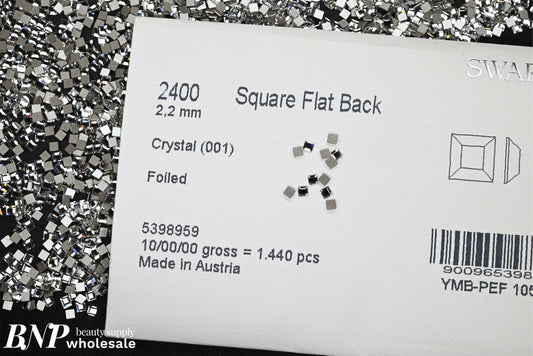 SWAR
2400
2,2 mm
Square Flat Back
Crystal (001)
Foiled
5398959
10/00/00 gross = 1.440 pcs
Made in Austria
900965398
YMB-PEF 105
BNP beauty supply
wholesale